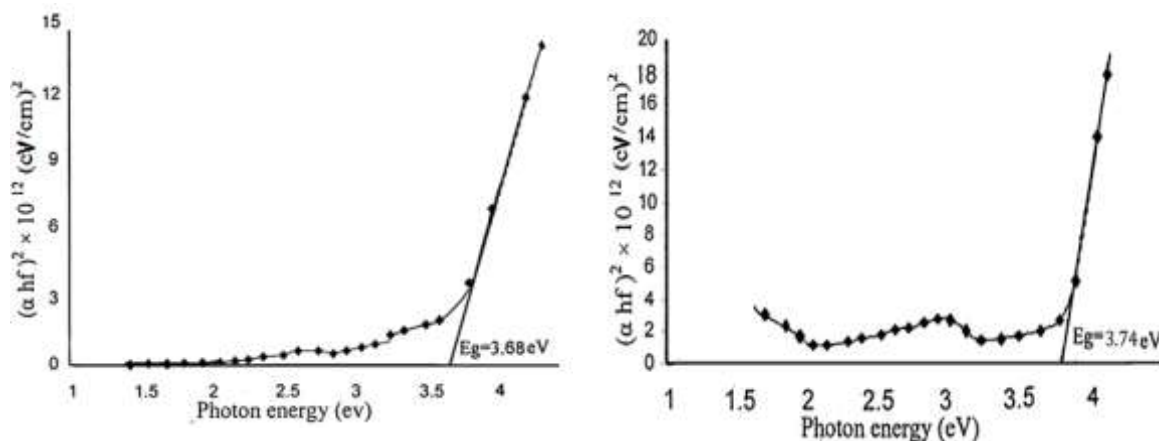 15
12
9
6
3
0
(α hf )² × 10¹² (cV/cm)²
Eg=3.68eV
1 1.5 2 2.5 3 3.5 4
Photon energy (ev)
20
18
16
14
12
10
8
6
4
2
0
(α hf )² × 10¹² (cV/cm)²
Eg=3.74eV
1 1.5 2 2.5 3 3.5 4
Photon energy (eV)